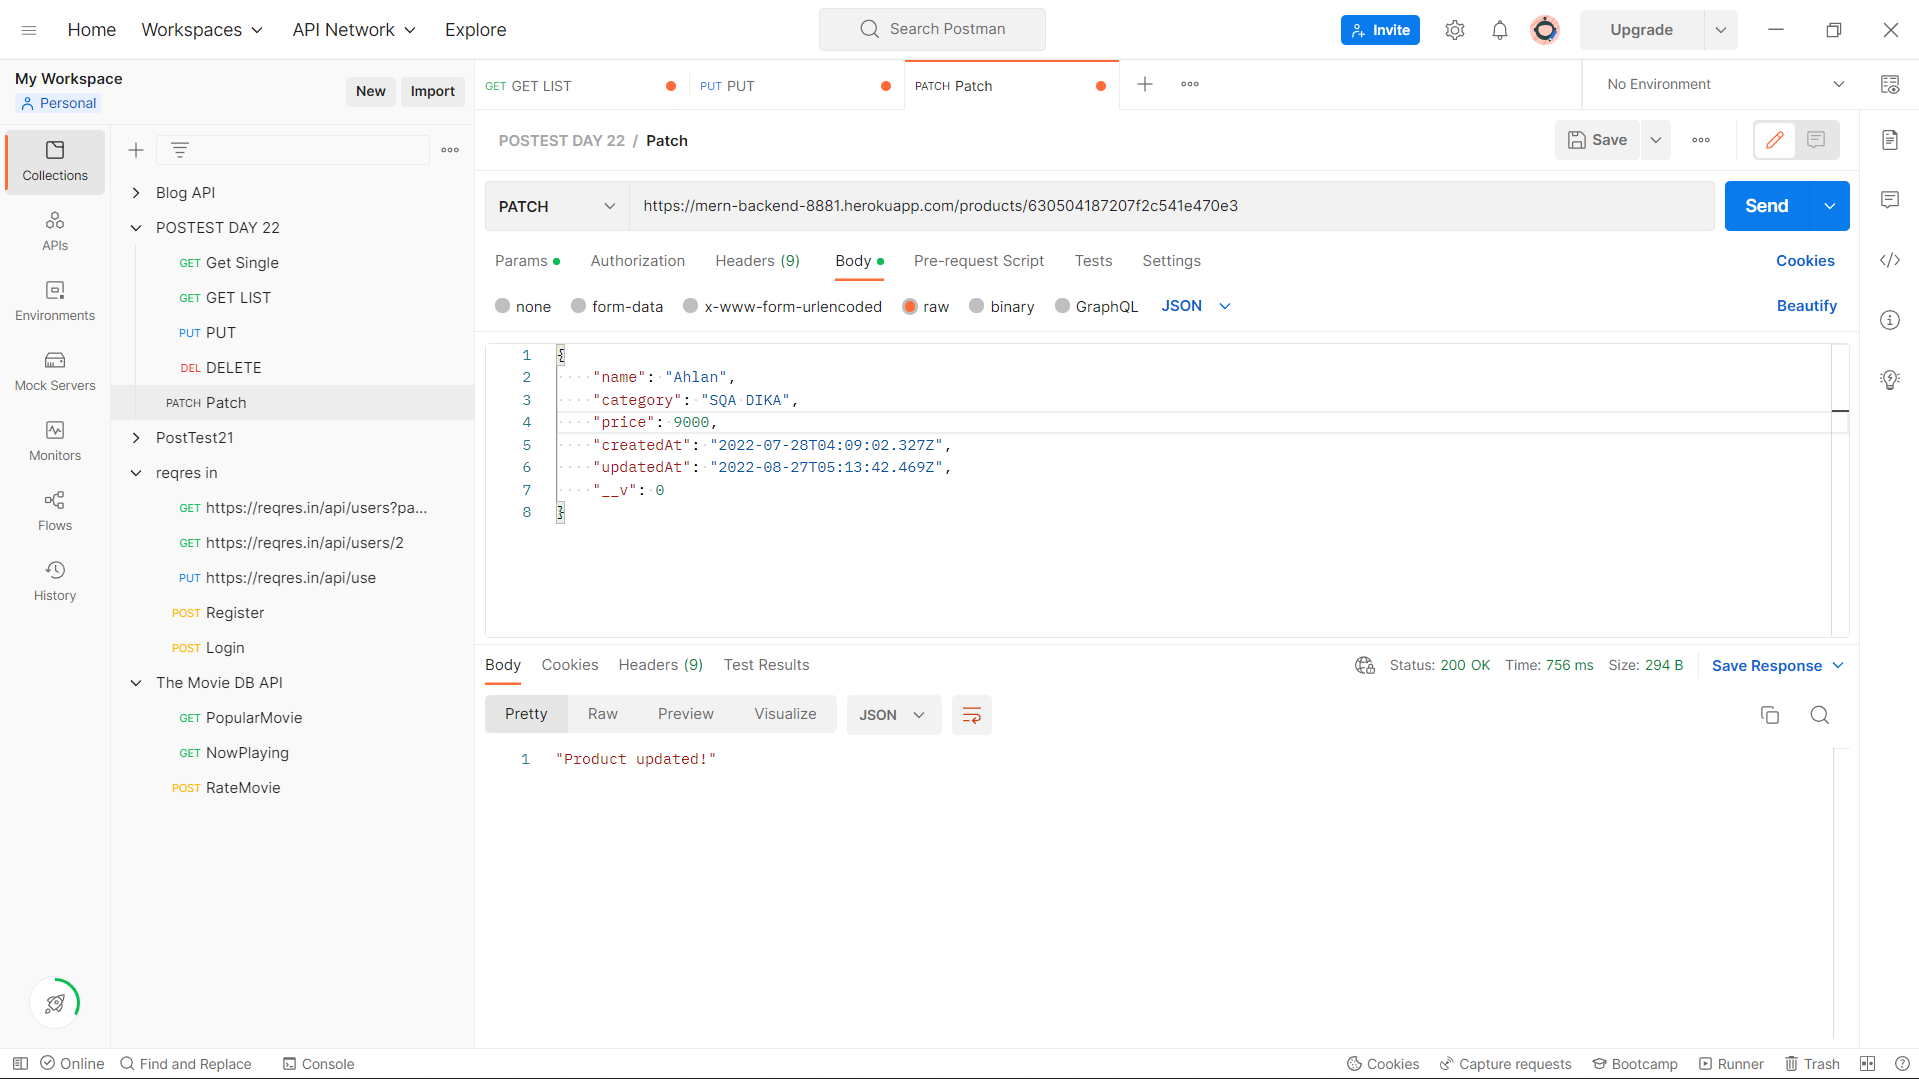 Home
Workspaces
API Network
Explore
Search Postman
Invite
Upgrade
My Workspace
Personal
New
Import
GET GET LIST
PUT PUT
PATCH Patch
No Environment
POSTEST DAY 22 / Patch
Save
Collections
APIs
Environments
Mock Servers
Monitors
Flows
History
Blog API
POSTEST DAY 22
GET Get Single
GET GET LIST
PUT PUT
DEL DELETE
PATCH Patch
PostTest21
reqres in
GET https://reqres.in/api/users?pa...
GET https://reqres.in/api/users/2
PUT https://reqres.in/api/use
POST Register
POST Login
The Movie DB API
GET PopularMovie
GET NowPlaying
POST RateMovie
PATCH
https://mern-backend-8881.herokuapp.com/products/630504187207f2c541e470e3
Send
Params
Authorization
Headers (9)
Body
Pre-request Script
Tests
Settings
Cookies
none
form-data
x-www-form-urlencoded
raw
binary
GraphQL
JSON
Beautify
1 {
2 "name": "Ahlan",
3 "category": "SQA DIKA",
4 "price": 9000,
5 "createdAt": "2022-07-28T04:09:02.327Z",
6 "updatedAt": "2022-08-27T05:13:42.469Z",
7 "__v": 0
8 }
Body
Cookies
Headers (9)
Test Results
Status: 200 OK
Time: 756 ms
Size: 294 B
Save Response
Pretty
Raw
Preview
Visualize
JSON
1 "Product updated!"
Online
Find and Replace
Console
Cookies
Capture requests
Bootcamp
Runner
Trash